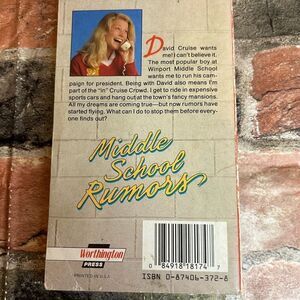 David Cruise wants
me! I can't believe it.
The most popular boy at
Winport Middle School
wants me to run his cam-
paign for president. Being with David also means I'm
part of the "in" Cruise Crowd. I get to ride in expensive
sports cars and hang out at the town's fancy mansions.
All my dreams are coming true—but now rumors have
started flying. What can I do to stop them before every-
one finds out?
Middle
School
Rumors
Worthington
PRESS
PRINTED IN U.S.A.
0 84918 18174 7
ISBN 0-87406-372-8